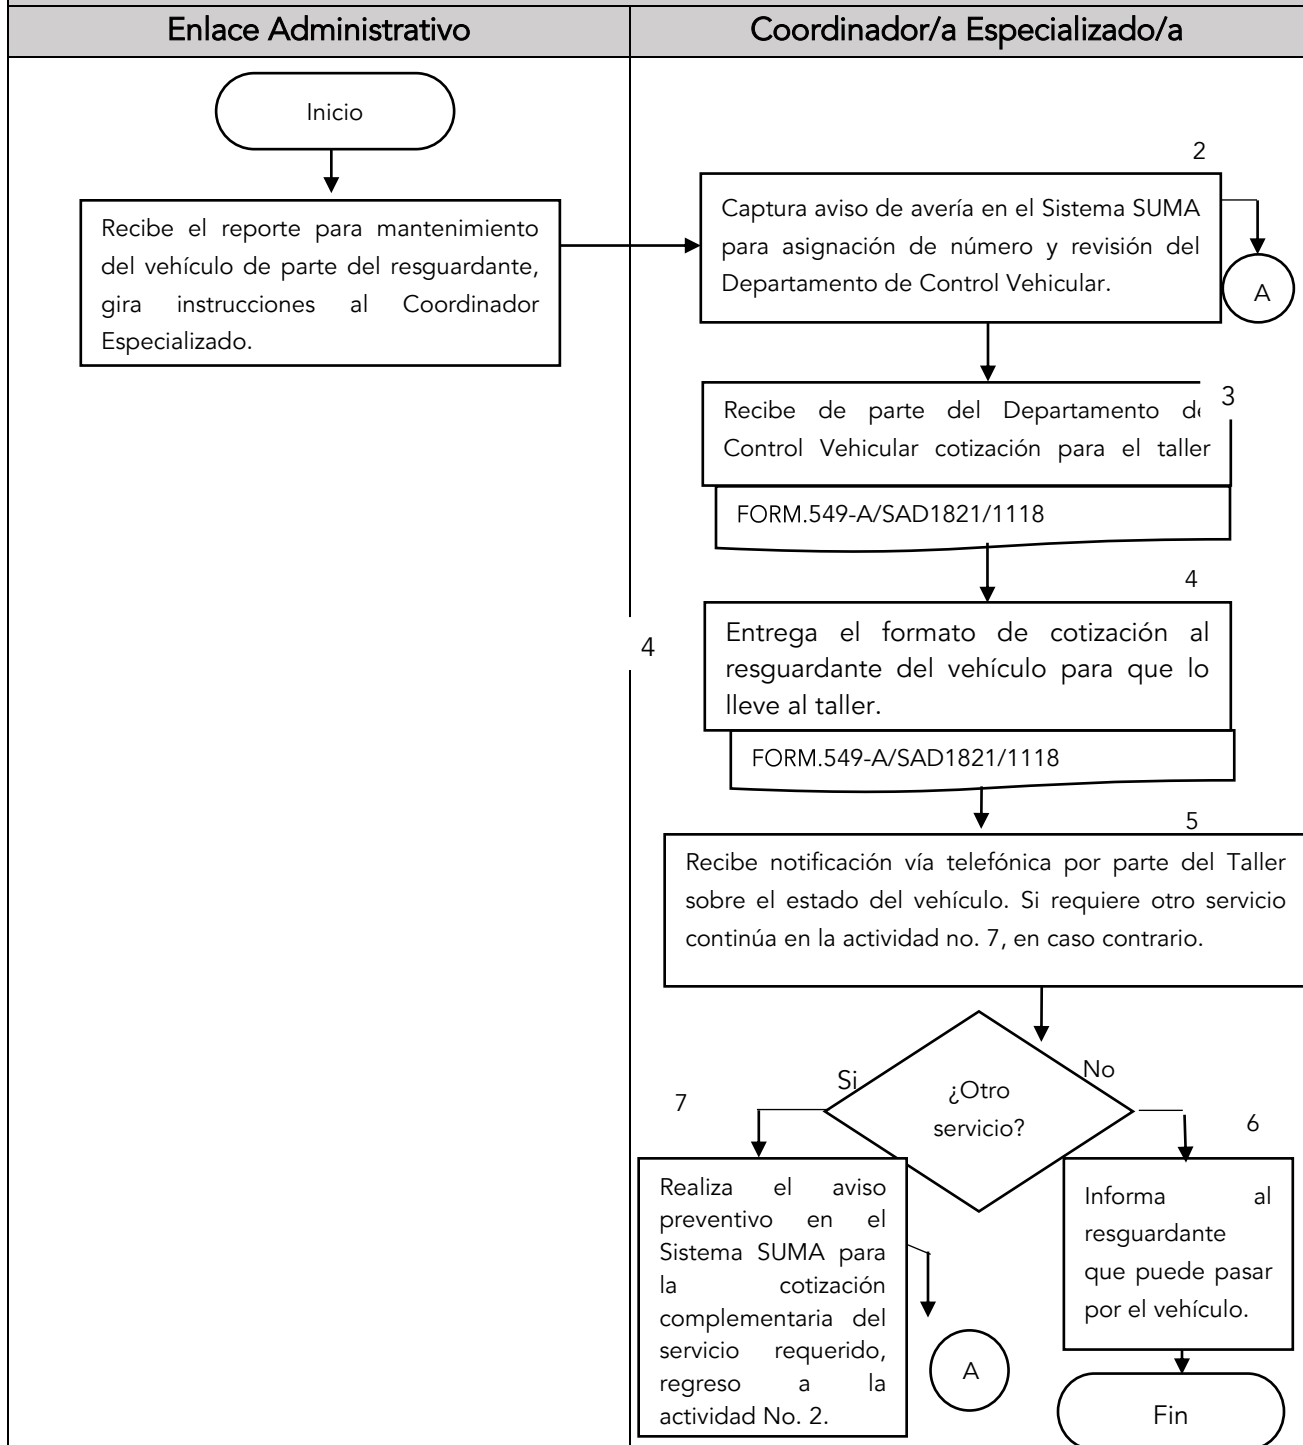 Enlace Administrativo
Coordinador/a Especializado/a
Inicio
Recibe el reporte para mantenimiento
del vehículo de parte del resguardante,
gira instrucciones al Coordinador
Especializado.
2
Captura aviso de avería en el Sistema SUMA
para asignación de número y revisión del
Departamento de Control Vehicular.
A
3
Recibe de parte del Departamento de
Control Vehicular cotización para el taller
FORM.549-A/SAD1821/1118
4
4
Entrega el formato de cotización al
resguardante del vehículo para que lo
lleve al taller.
FORM.549-A/SAD1821/1118
5
Recibe notificación vía telefónica por parte del Taller
sobre el estado del vehículo. Si requiere otro servicio
continúa en la actividad no. 7, en caso contrario.
Si
No
¿Otro
servicio?
7
6
Realiza el aviso
preventivo en el
Sistema SUMA para
la cotización
complementaria del
servicio requerido,
regreso a la
actividad No. 2.
A
Informa al
resguardante
que puede pasar
por el vehículo.
Fin